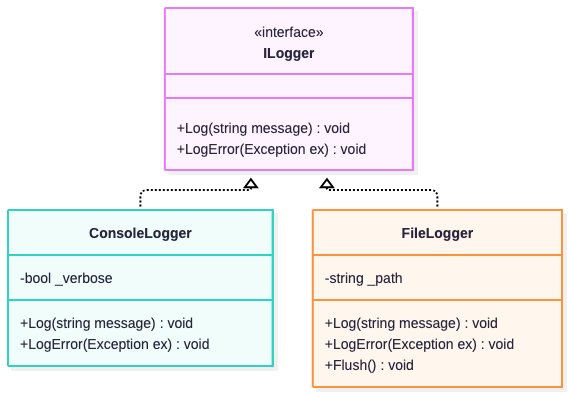 «interface»
ILogger
+Log(string message) : void
+LogError(Exception ex) : void
ConsoleLogger
-bool _verbose
+Log(string message) : void
+LogError(Exception ex) : void
FileLogger
-string _path
+Log(string message) : void
+LogError(Exception ex) : void
+Flush() : void